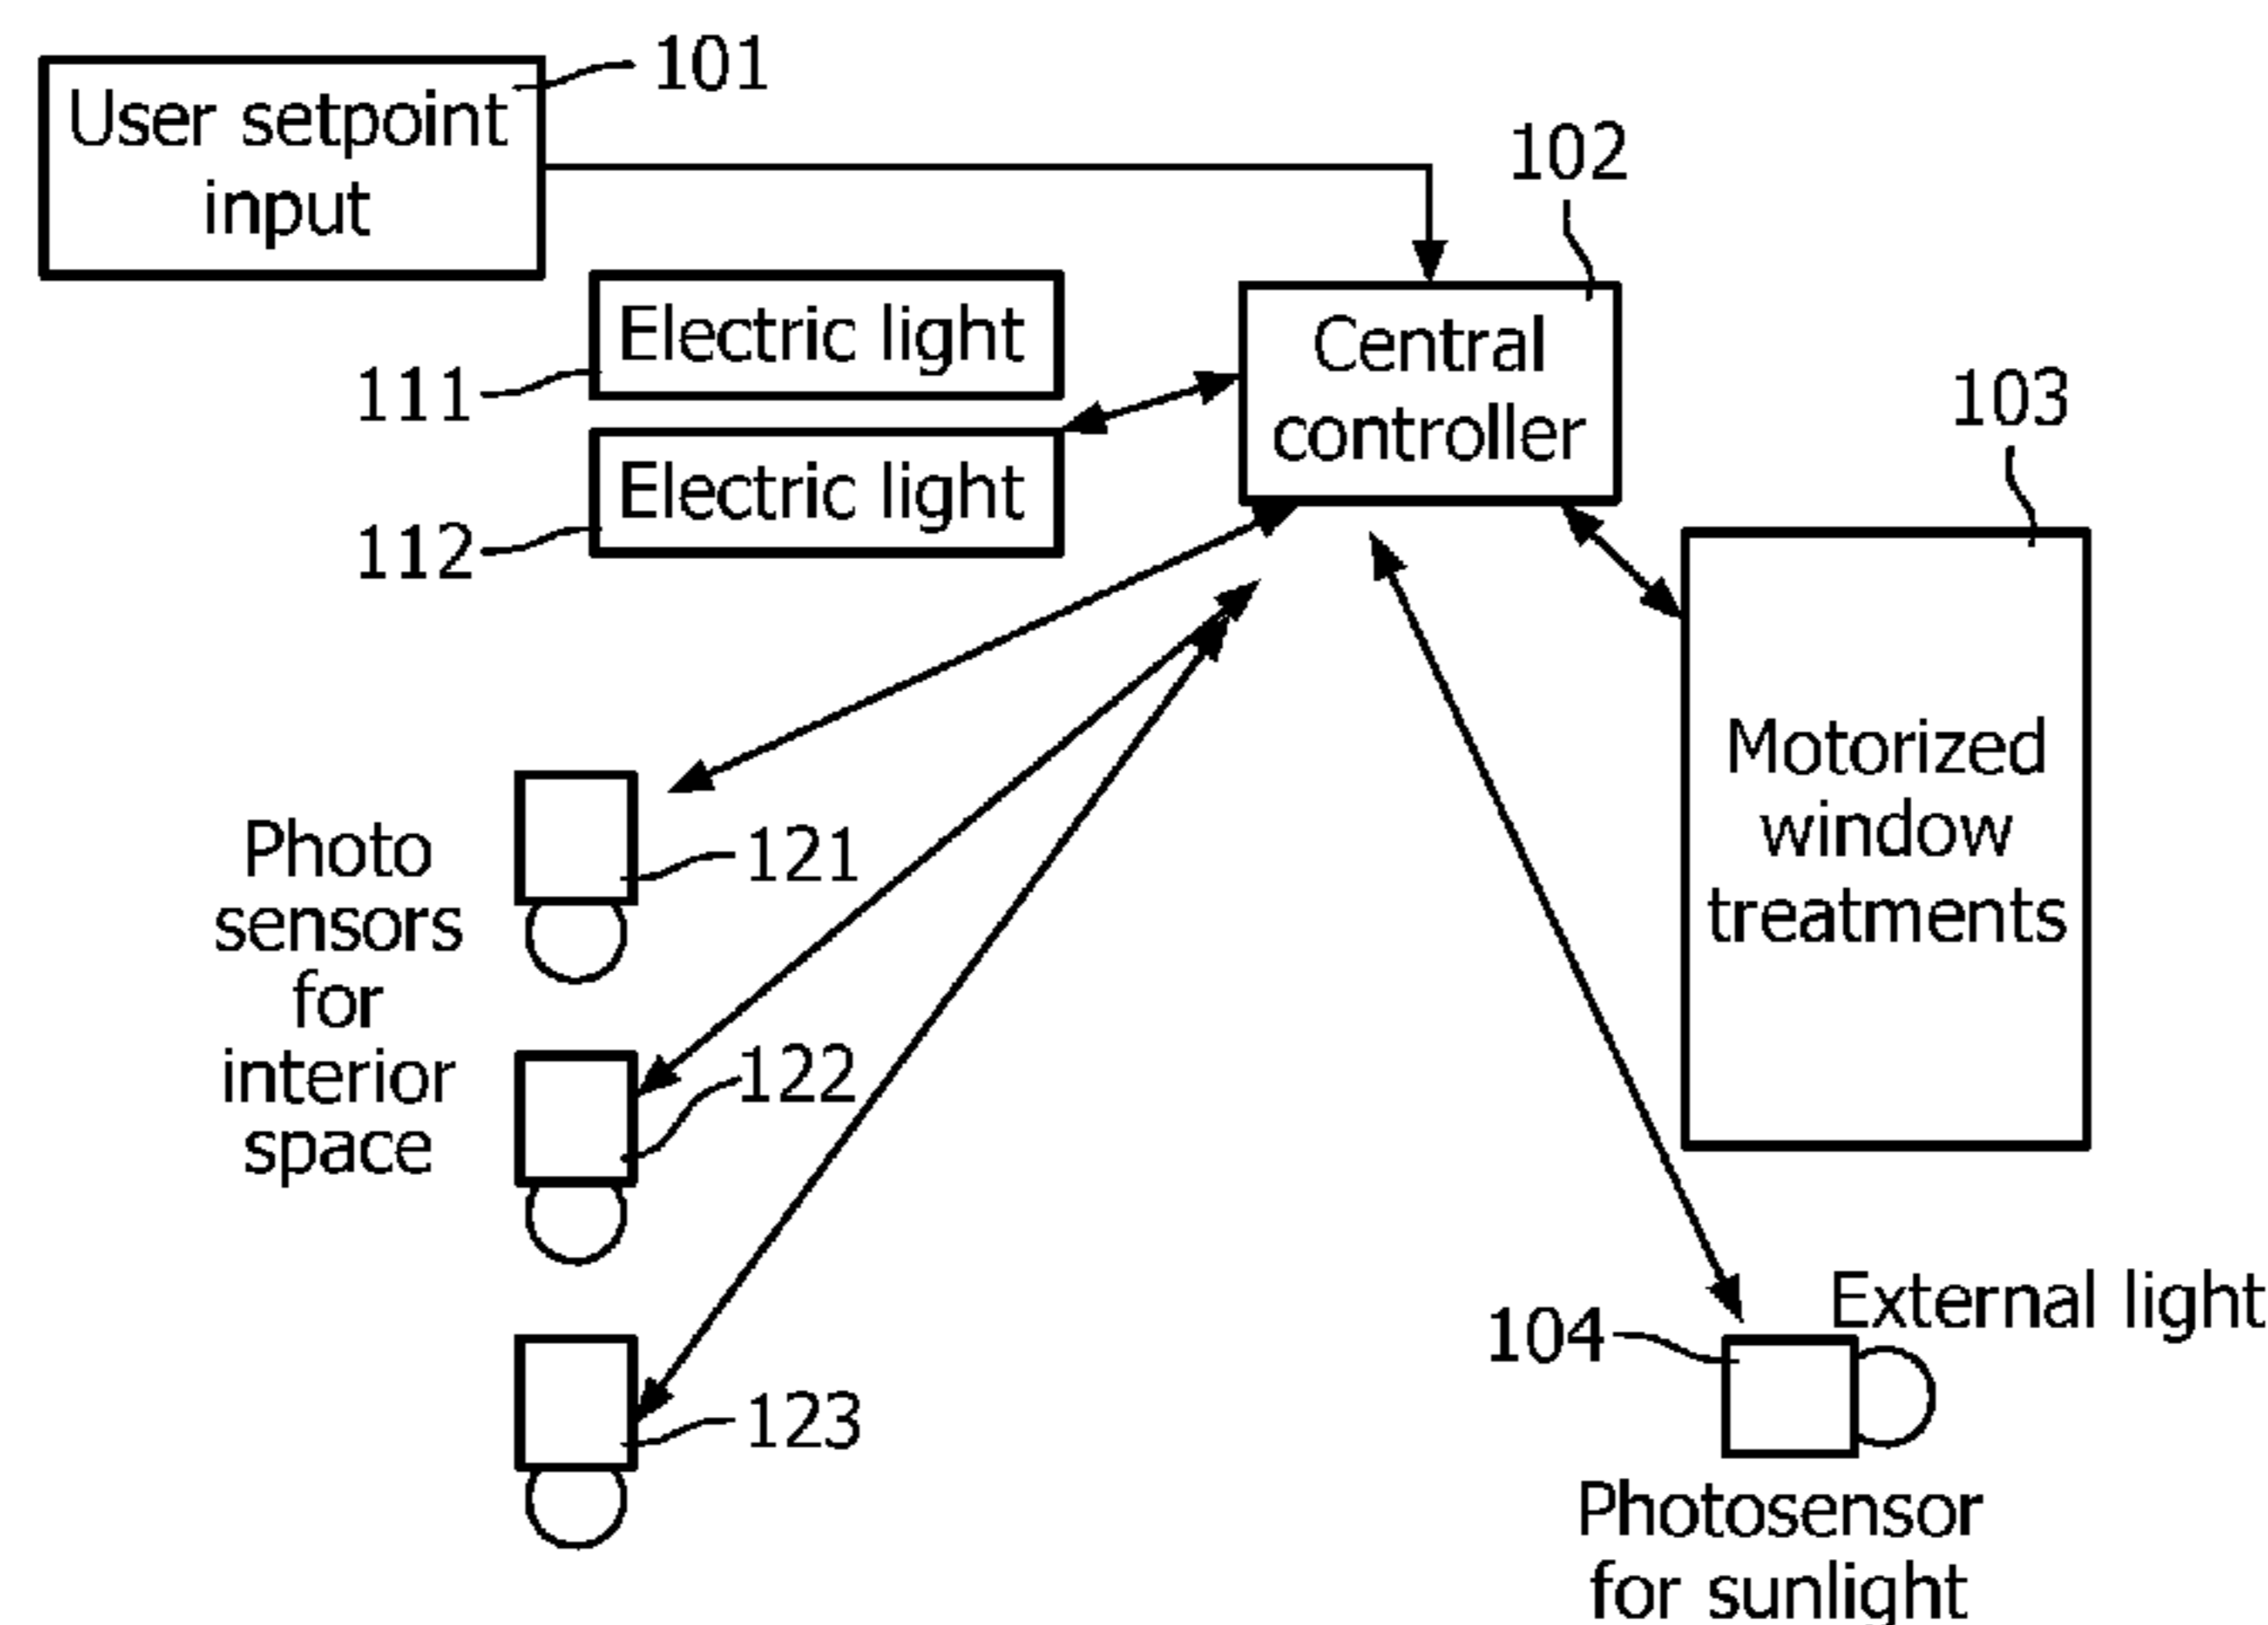 101
User setpoint
input
102
Electric light
111
Central
controller
103
Electric light
112
Motorized
window
treatments
Photo
sensors
for
interior
space
121
122
123
External light
104
Photosensor
for sunlight